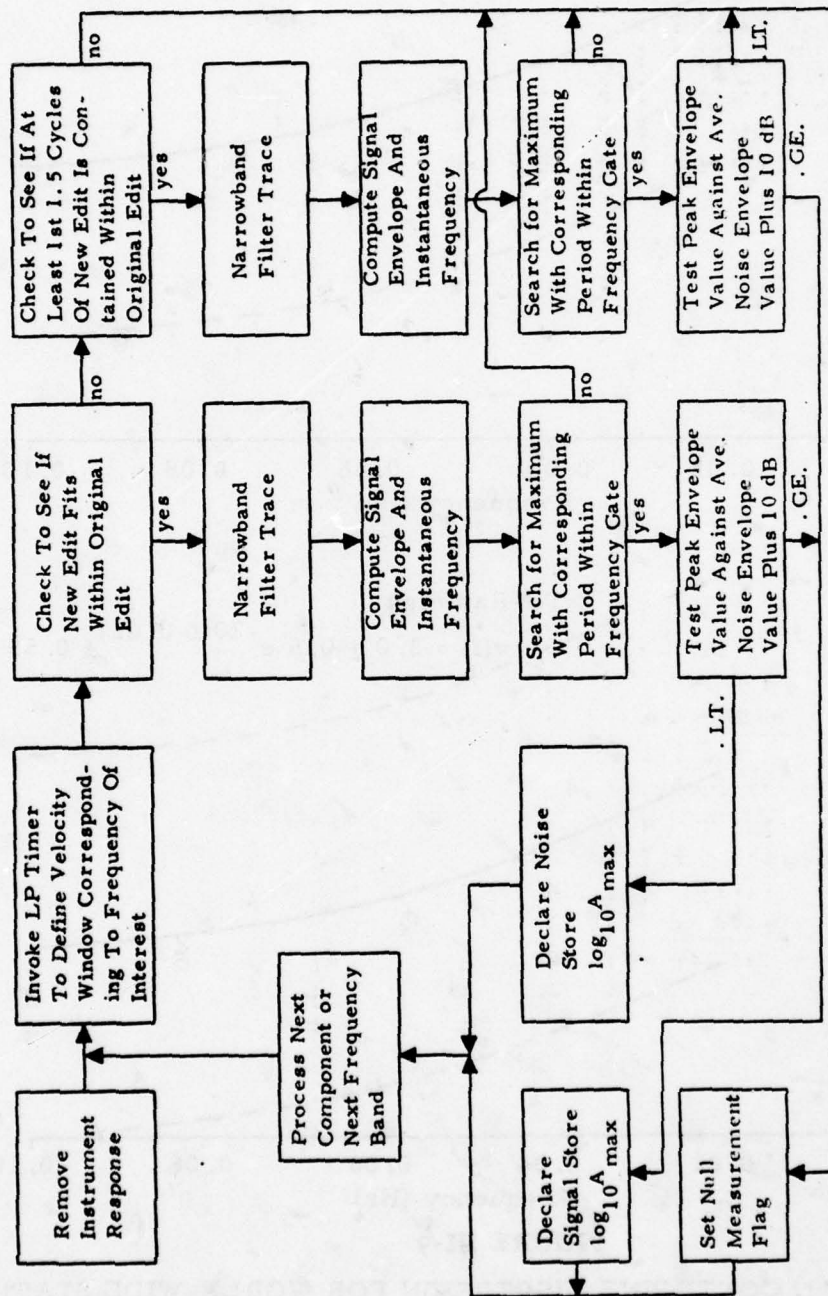 Remove
Instrument
Response
Invoke LP Timer
To Define Velocity
Window Correspond-
ing To Frequency Of
Interest
Check To See If
New Edit Fits
Within Original
Edit
no
yes
Check To See If At
Least 1st 1.5 Cycles
Of New Edit Is Con-
tained Within
Original Edit
no
yes
Narrowband
Filter Trace
Narrowband
Filter Trace
Compute Signal
Envelope And
Instantaneous
Frequency
Compute Signal
Envelope And
Instantaneous
Frequency
Process Next
Component or
Next Frequency
Band
Search for Maximum
With Corresponding
Period Within
Frequency Gate
no
yes
Search for Maximum
With Corresponding
Period Within
Frequency Gate
no
yes
Declare Signal Store
log10A max
Declare Noise
Store
log10A max
Test Peak Envelope
Value Against Ave.
Noise Envelope
Value Plus 10 dB
. LT.
. GE.
Test Peak Envelope
Value Against Ave.
Noise Envelope
Value Plus 10 dB
. LT.
. GE.
Set Null
Measurement
Flag